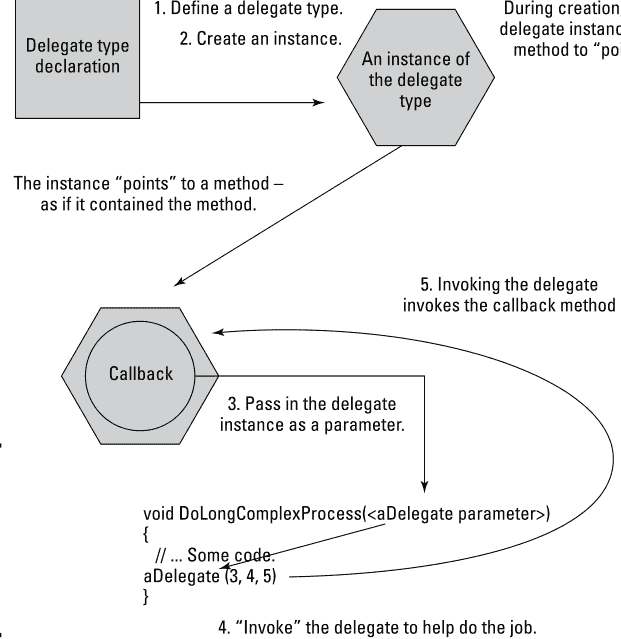 1. Define a delegate type.
2. Create an instance.
Delegate type
declaration
An instance of
the delegate
type
During creation
delegate instanc
method to “poi
The instance “points” to a method –
as if it contained the method.
5. Invoking the delegate
invokes the callback method
Callback
3. Pass in the delegate
instance as a parameter.
void DoLongComplexProcess(<aDelegate parameter>)
{
// ... Some code.
aDelegate (3, 4, 5)
}
4. “Invoke” the delegate to help do the job.